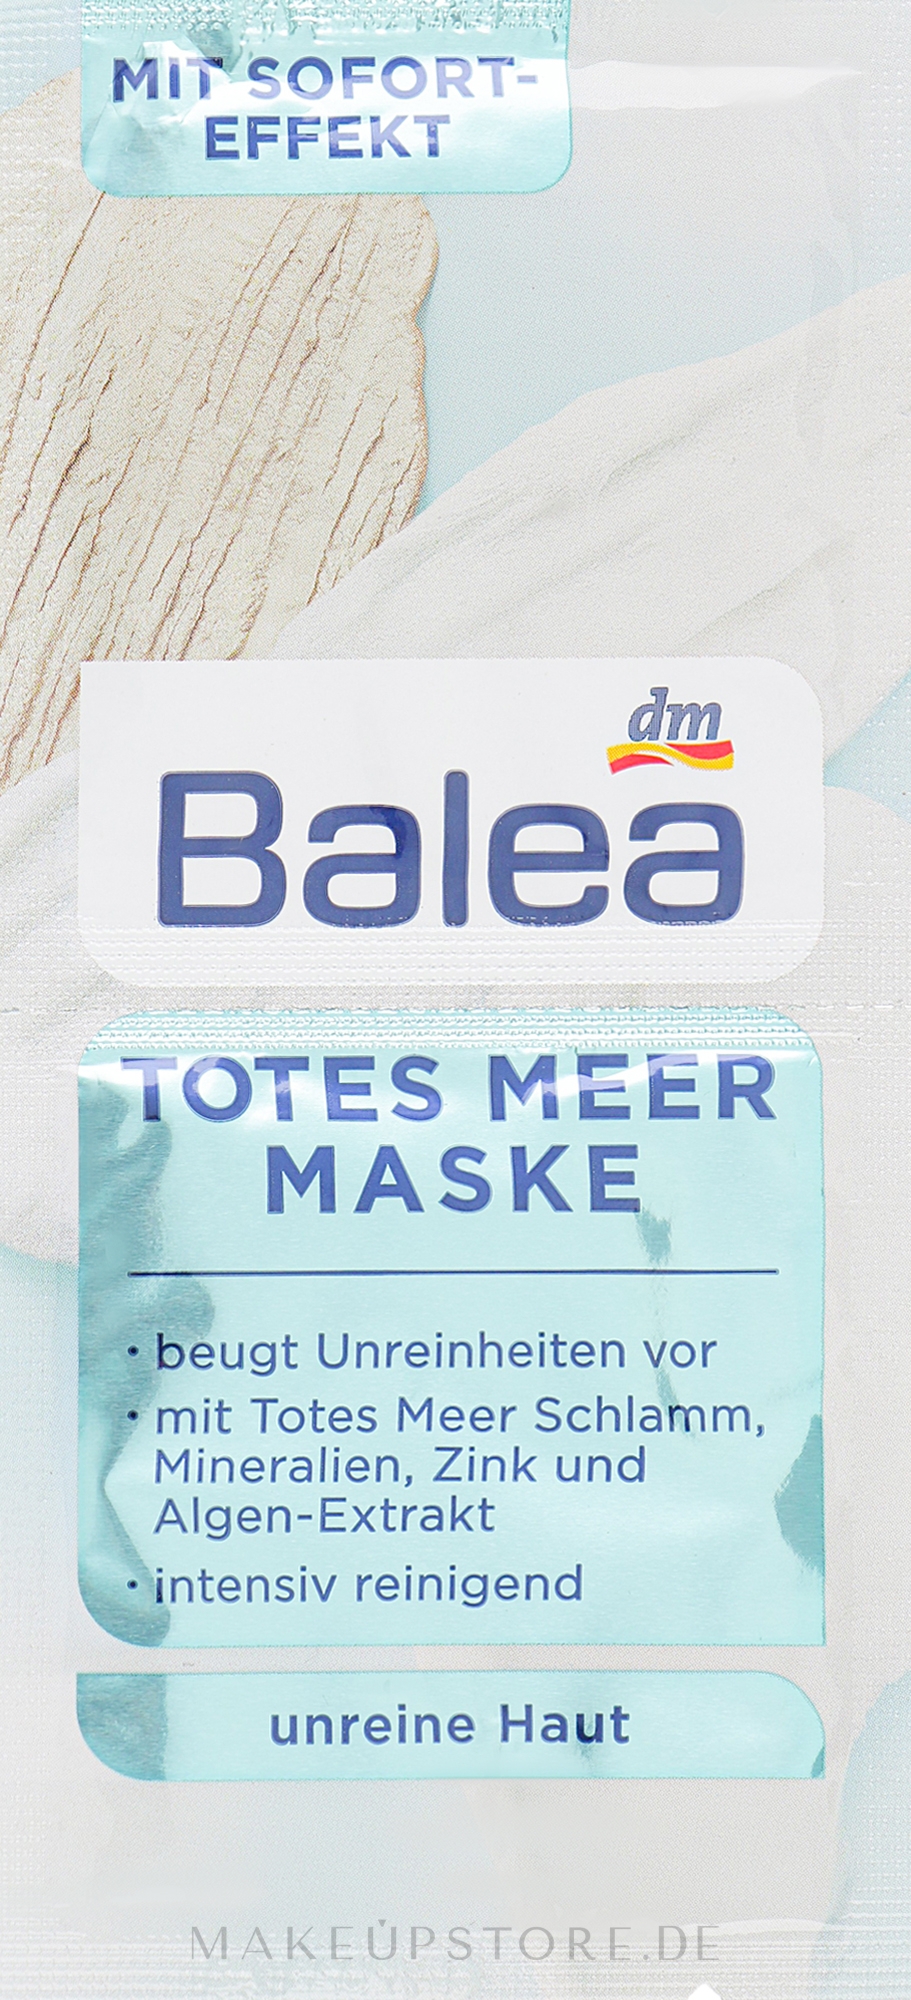 MIT SOFORT-
EFFEKT
dm
Balea
TOTES MEER
MASKE
• beugt Unreinheiten vor
• mit Totes Meer Schlamm,
Mineralien, Zink und
Algen-Extrakt
• intensiv reinigend
unreine Haut
MAKEUPSTORE.DE